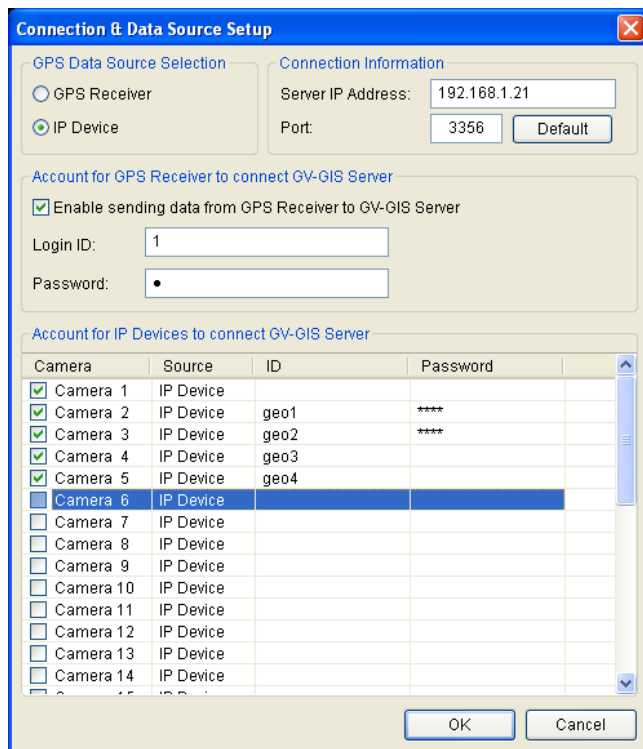 Connection & Data Source Setup
GPS Data Source Selection
GPS Receiver
IP Device
Connection Information
Server IP Address: 192.168.1.21
Port: 3356 Default
Account for GPS Receiver to connect GV-GIS Server
Enable sending data from GPS Receiver to GV-GIS Server
Login ID: 1
Password: •
Account for IP Devices to connect GV-GIS Server
Camera Source ID Password
Camera 1 IP Device
Camera 2 IP Device geo1 ****
Camera 3 IP Device geo2 ****
Camera 4 IP Device geo3
Camera 5 IP Device geo4
Camera 6 IP Device
Camera 7 IP Device
Camera 8 IP Device
Camera 9 IP Device
Camera 10 IP Device
Camera 11 IP Device
Camera 12 IP Device
Camera 13 IP Device
Camera 14 IP Device
OK Cancel